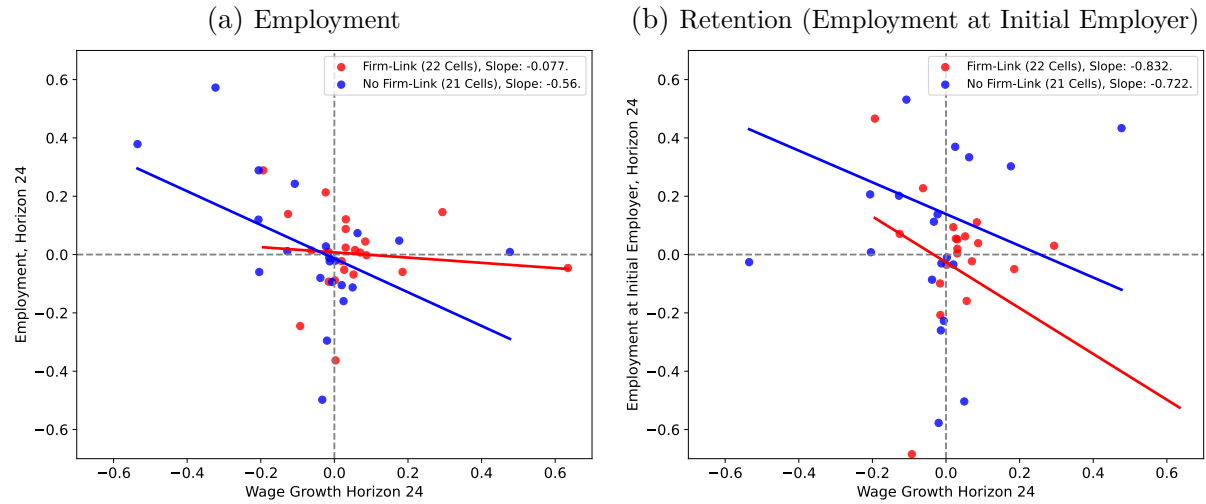 (a) Employment
Firm-Link (22 Cells), Slope: -0.077.
No Firm-Link (21 Cells), Slope: -0.56.
Employment, Horizon 24
0.6
0.4
0.2
0.0
−0.2
−0.4
−0.6
−0.6 −0.4 −0.2 0.0 0.2 0.4 0.6
Wage Growth Horizon 24
(b) Retention (Employment at Initial Employer)
Firm-Link (22 Cells), Slope: -0.832.
No Firm-Link (21 Cells), Slope: -0.722.
Employment at Initial Employer, Horizon 24
0.6
0.4
0.2
0.0
−0.2
−0.4
−0.6
−0.6 −0.4 −0.2 0.0 0.2 0.4 0.6
Wage Growth Horizon 24